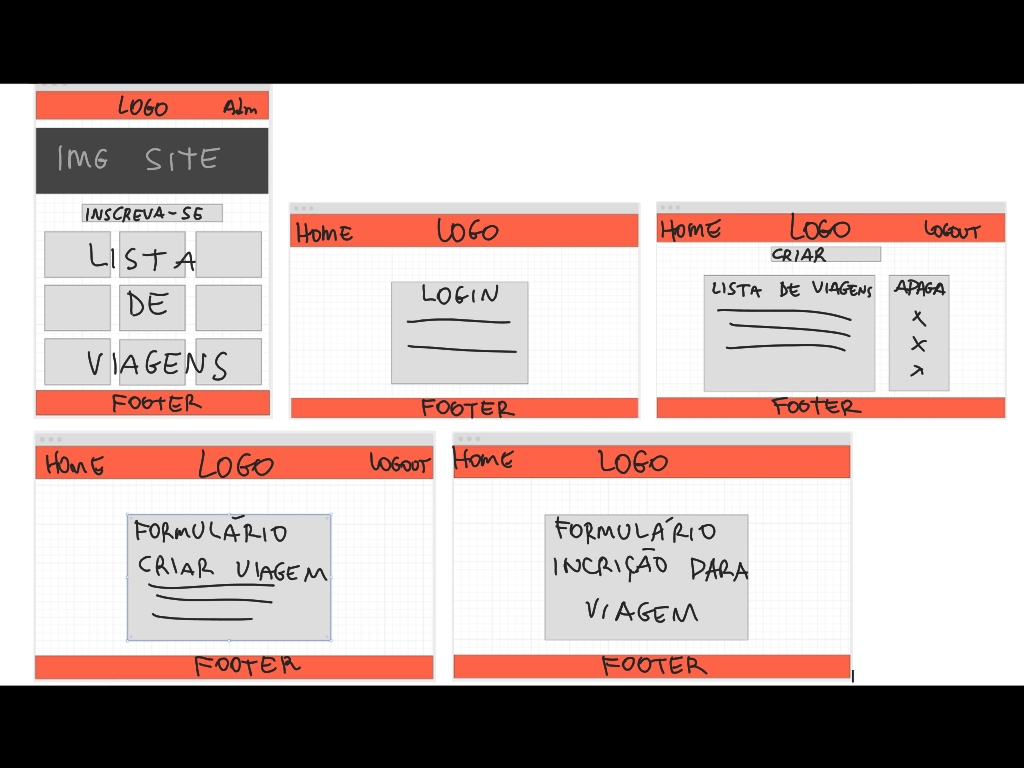 LOGO Adm
IMG SITE
INSCREVA-SE
LISTA
DE
VIAGENS
FOOTER
HOME LOGO
LOGIN
FOOTER
HOME LOGO LOGOUT
CRIAR
LISTA DE VIAGENS APAGA
X
X
X
FOOTER
HOME LOGO LOGOUT
FORMULÁRIO
CRIAR VIAGEM
FOOTER
HOME LOGO
FORMULÁRIO
INCRIÇÃO PARA
VIAGEM
FOOTER